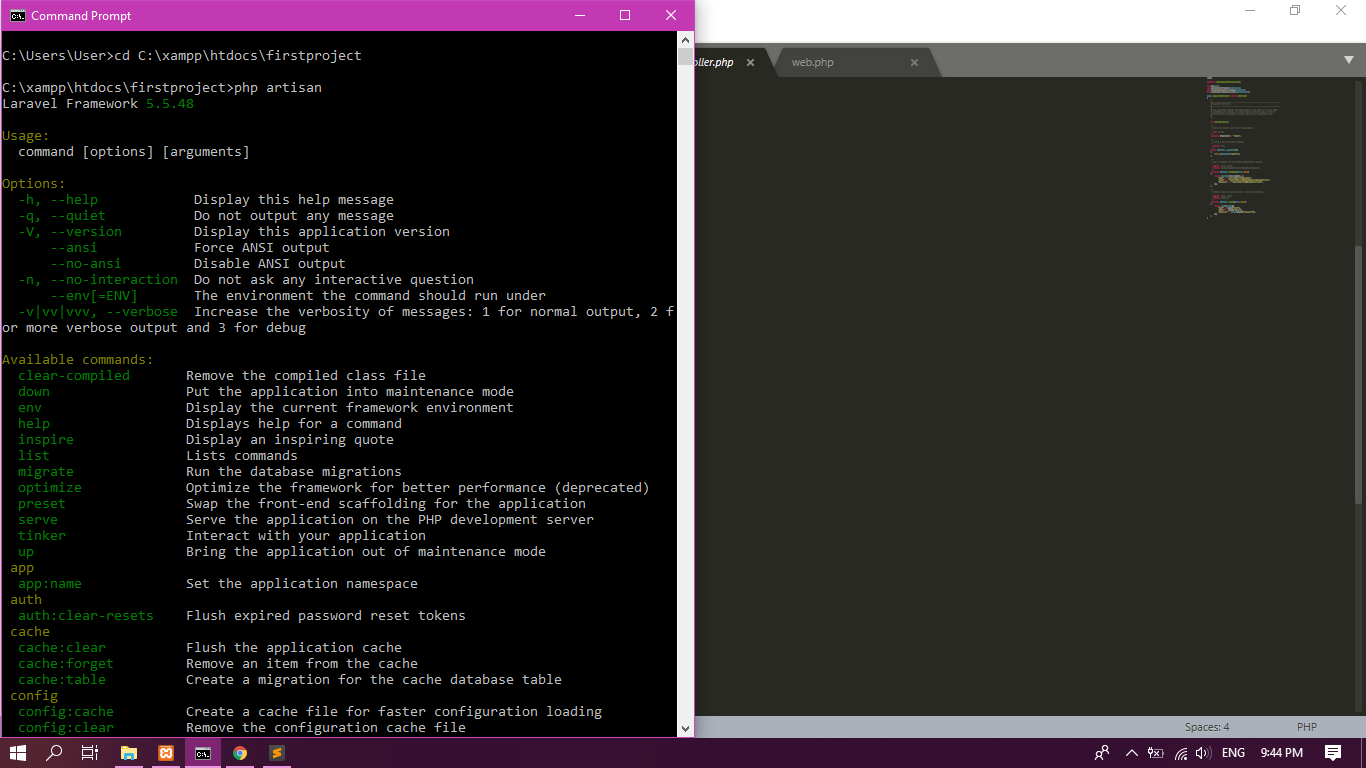 Command Prompt
C:\Users\User>cd C:\xampp\htdocs\firstproject
C:\xampp\htdocs\firstproject>php artisan
Laravel Framework 5.5.48
Usage:
command [options] [arguments]
Options:
-h, --help Display this help message
-q, --quiet Do not output any message
-V, --version Display this application version
--ansi Force ANSI output
--no-ansi Disable ANSI output
-n, --no-interaction Do not ask any interactive question
--env[=ENV] The environment the command should run under
-v|vv|vvv, --verbose Increase the verbosity of messages: 1 for normal output, 2 f
or more verbose output and 3 for debug
Available commands:
clear-compiled Remove the compiled class file
down Put the application into maintenance mode
env Display the current framework environment
help Displays help for a command
inspire Display an inspiring quote
list Lists commands
migrate Run the database migrations
optimize Optimize the framework for better performance (deprecated)
preset Swap the front-end scaffolding for the application
serve Serve the application on the PHP development server
tinker Interact with your application
up Bring the application out of maintenance mode
app
app:name Set the application namespace
auth
auth:clear-resets Flush expired password reset tokens
cache
cache:clear Flush the application cache
cache:forget Remove an item from the cache
cache:table Create a migration for the cache database table
config
config:cache Create a cache file for faster configuration loading
config:clear Remove the configuration cache file
oller.php
web.php
Spaces: 4 PHP
ENG 9:44 PM